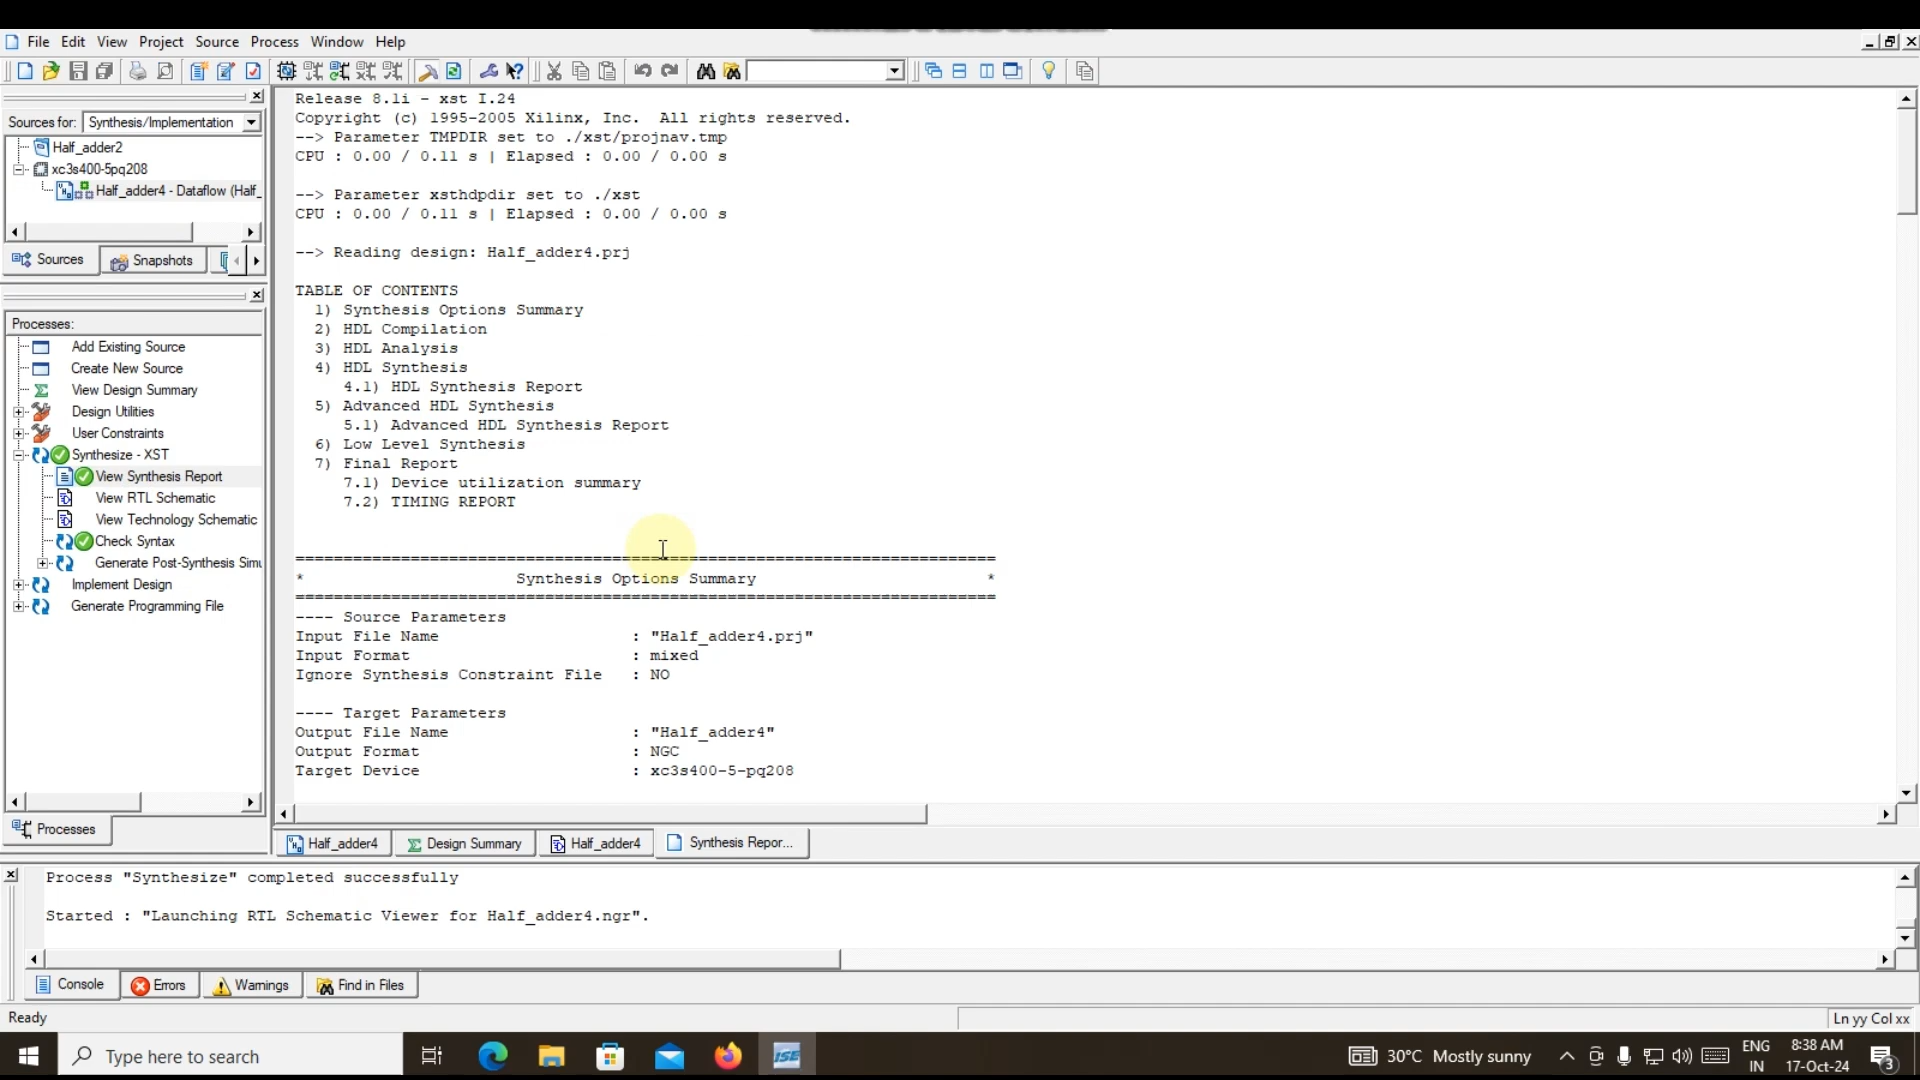 File Edit View Project Source Process Window Help
Sources for: Synthesis/Implementation
Half_adder2
xc3s400-5pq208
Half_adder4 - Dataflow (Half_
Sources Snapshots
Processes:
Add Existing Source
Create New Source
View Design Summary
Design Utilities
User Constraints
Synthesize - XST
View Synthesis Report
View RTL Schematic
View Technology Schematic
Check Syntax
Generate Post-Synthesis Simu
Implement Design
Generate Programming File
Processes
Release 8.1i - xst I.24
Copyright (c) 1995-2005 Xilinx, Inc.  All rights reserved.
--> Parameter TMPDIR set to ./xst/projnav.tmp
CPU : 0.00 / 0.11 s | Elapsed : 0.00 / 0.00 s
--> Parameter xsthdpdir set to ./xst
CPU : 0.00 / 0.11 s | Elapsed : 0.00 / 0.00 s
--> Reading design: Half_adder4.prj
TABLE OF CONTENTS
1) Synthesis Options Summary
2) HDL Compilation
3) HDL Analysis
4) HDL Synthesis
4.1) HDL Synthesis Report
5) Advanced HDL Synthesis
5.1) Advanced HDL Synthesis Report
6) Low Level Synthesis
7) Final Report
7.1) Device utilization summary
7.2) TIMING REPORT
=========================================================================
*                       Synthesis Options Summary                       *
=========================================================================
---- Source Parameters
Input File Name : "Half_adder4.prj"
Input Format : mixed
Ignore Synthesis Constraint File : NO
---- Target Parameters
Output File Name : "Half_adder4"
Output Format : NGC
Target Device : xc3s400-5-pq208
Half_adder4 Design Summary Half_adder4 Synthesis Repor...
Process "Synthesize" completed successfully
Started : "Launching RTL Schematic Viewer for Half_adder4.ngr".
Console Errors Warnings Find in Files
Ready
Ln yy Col xx
Type here to search
ISE
30°C Mostly sunny
ENG
IN
8:38 AM
17-Oct-24
3